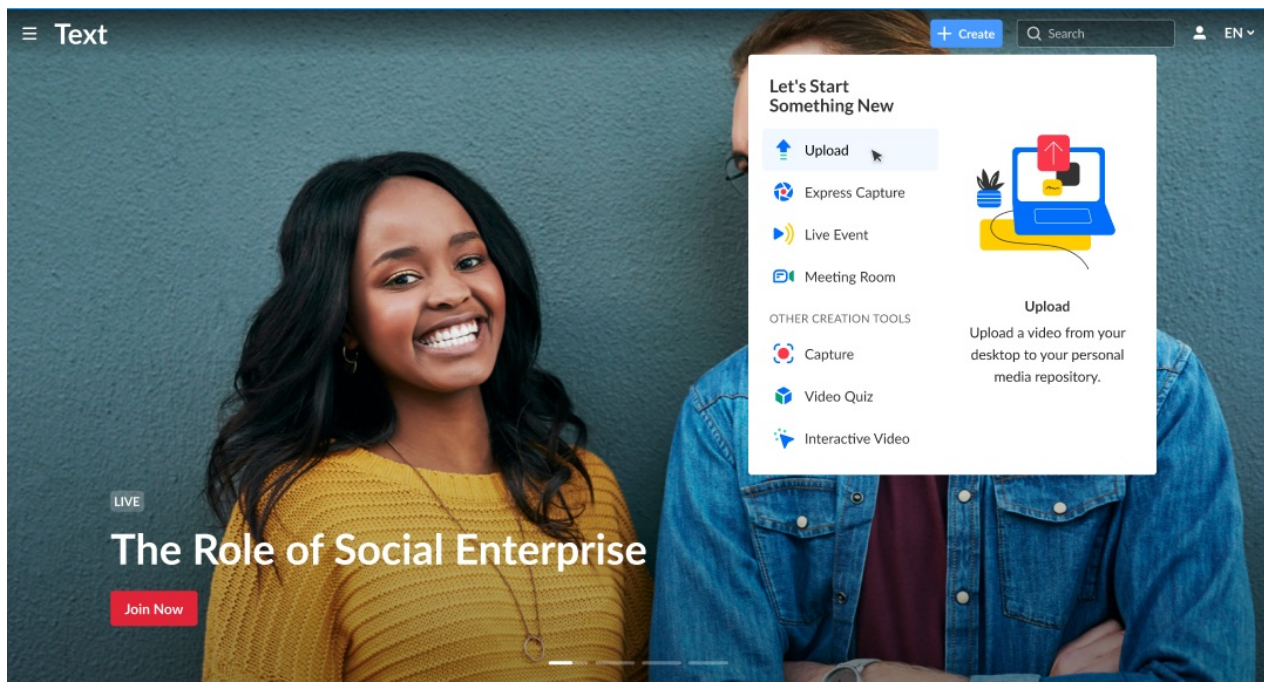 Text
Create
Search
EN
Let's Start
Something New
Upload
Express Capture
Live Event
Meeting Room
OTHER CREATION TOOLS
Capture
Video Quiz
Interactive Video
Upload
Upload a video from your
desktop to your personal
media repository.
LIVE
The Role of Social Enterprise
Join Now